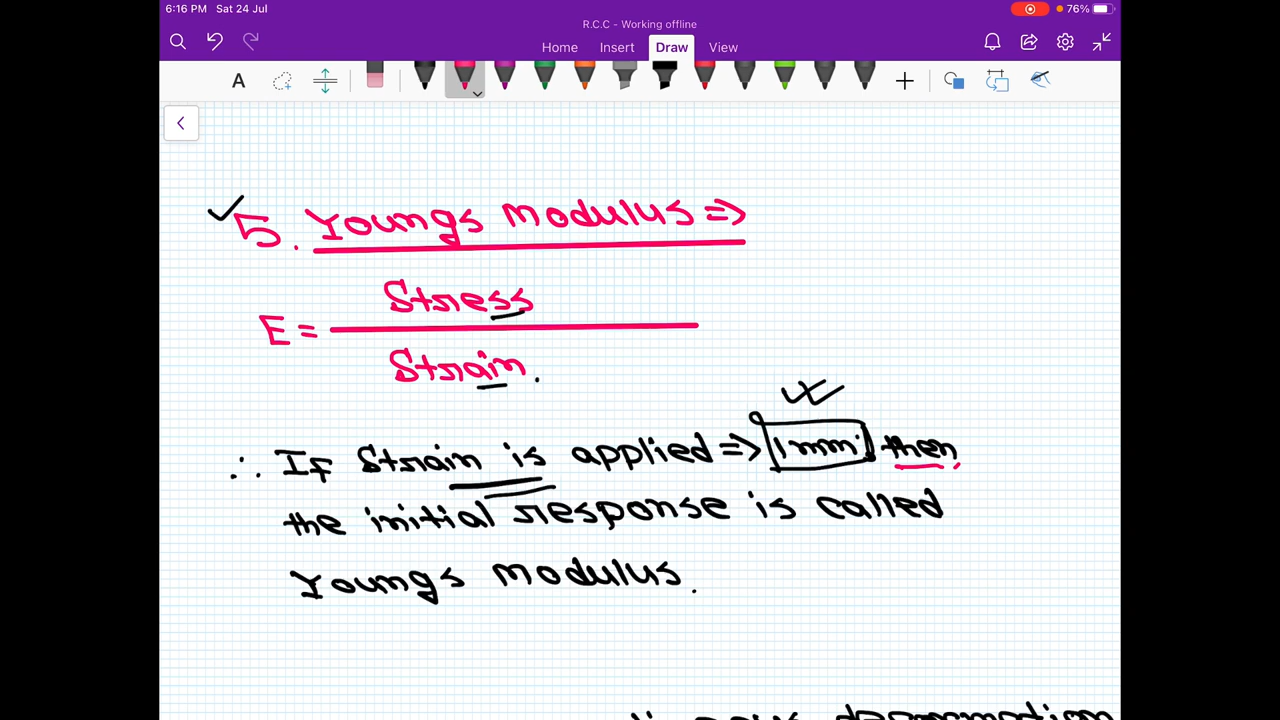 6:16 PM Sat 24 Jul
76%
R.C.C - Working offline
Home Insert Draw View
A
5. Youngs modulus =>
E = Stress
Strain.
∴ If Strain is applied => 1mm then
the initial response is called
Youngs modulus.